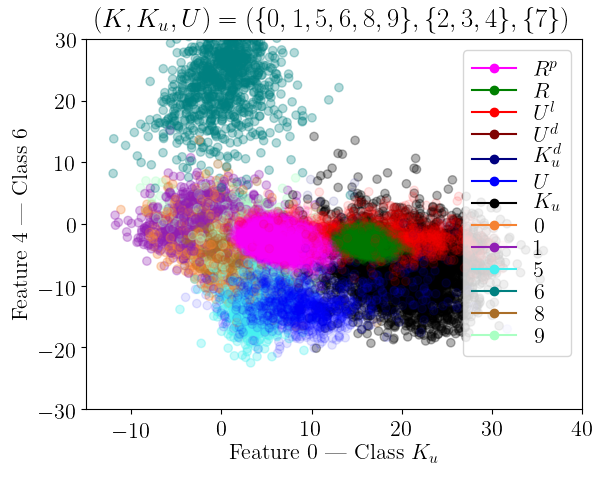 (K, K_u, U) = ({0, 1, 5, 6, 8, 9}, {2, 3, 4}, {7})
30
20
10
0
−10
−20
−30
Feature 4 — Class 6
−10
0
10
20
30
40
Feature 0 — Class K_u
R^p
R
U^l
U^d
K_u^d
U
K_u
0
1
5
6
8
9